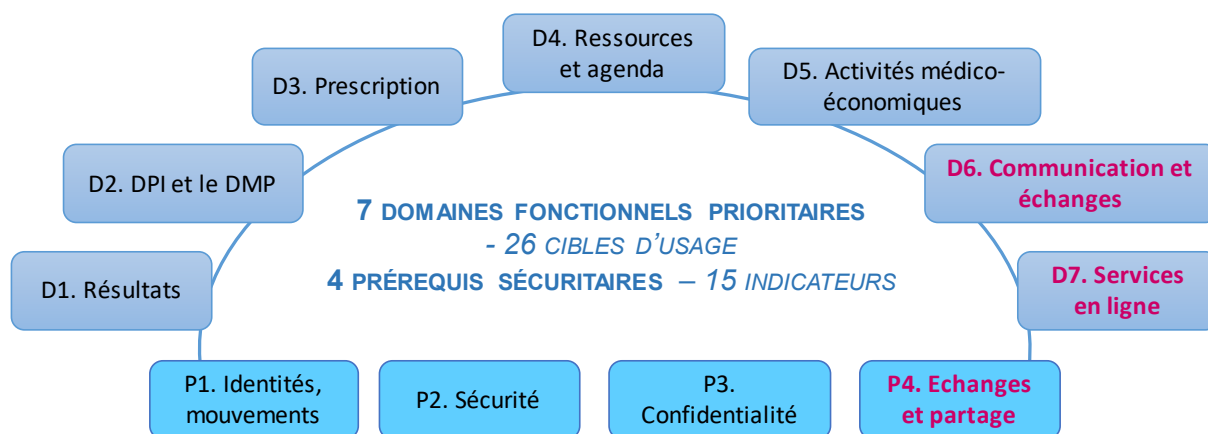 D4. Ressources
et agenda
D3. Prescription
D5. Activités médico-
économiques
D2. DPI et le DMP
D6. Communication et
échanges
7 DOMAINES FONCTIONNELS PRIORITAIRES
- 26 CIBLES D’USAGE
4 PRÉREQUIS SÉCURITAIRES – 15 INDICATEURS
D1. Résultats
D7. Services
en ligne
P1. Identités,
mouvements
P2. Sécurité
P3.
Confidentialité
P4. Echanges
et partage